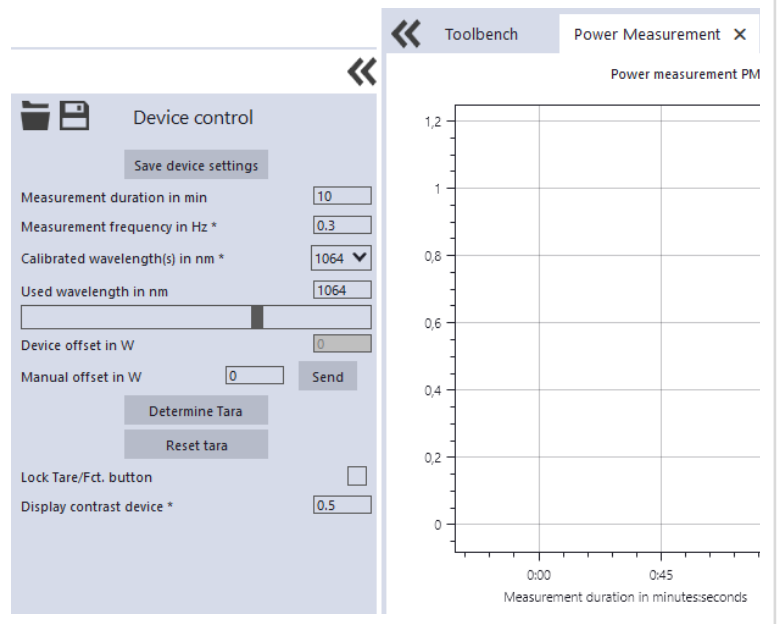 Toolbench
Power Measurement
Power measurement PM
Device control
Save device settings
Measurement duration in min
10
Measurement frequency in Hz *
0.3
Calibrated wavelength(s) in nm *
1064
Used wavelength in nm
1064
Device offset in W
0
Manual offset in W
0
Send
Determine Tara
Reset tara
Lock Tare/Fct. button
Display contrast device *
0.5
1,2
1
0,8
0,6
0,4
0,2
0
0:00
0:45
Measurement duration in minutes:seconds